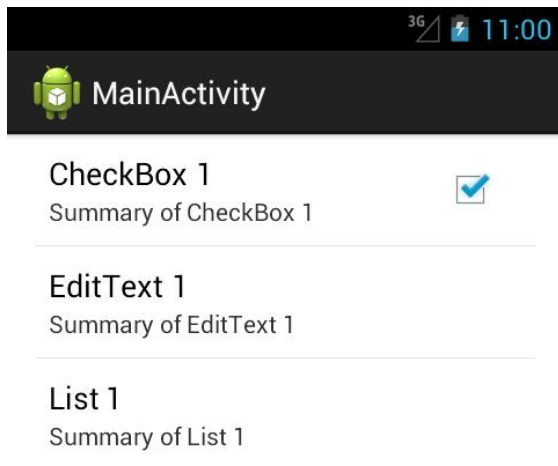 3G 11:00
MainActivity
CheckBox 1
Summary of CheckBox 1
EditText 1
Summary of EditText 1
List 1
Summary of List 1